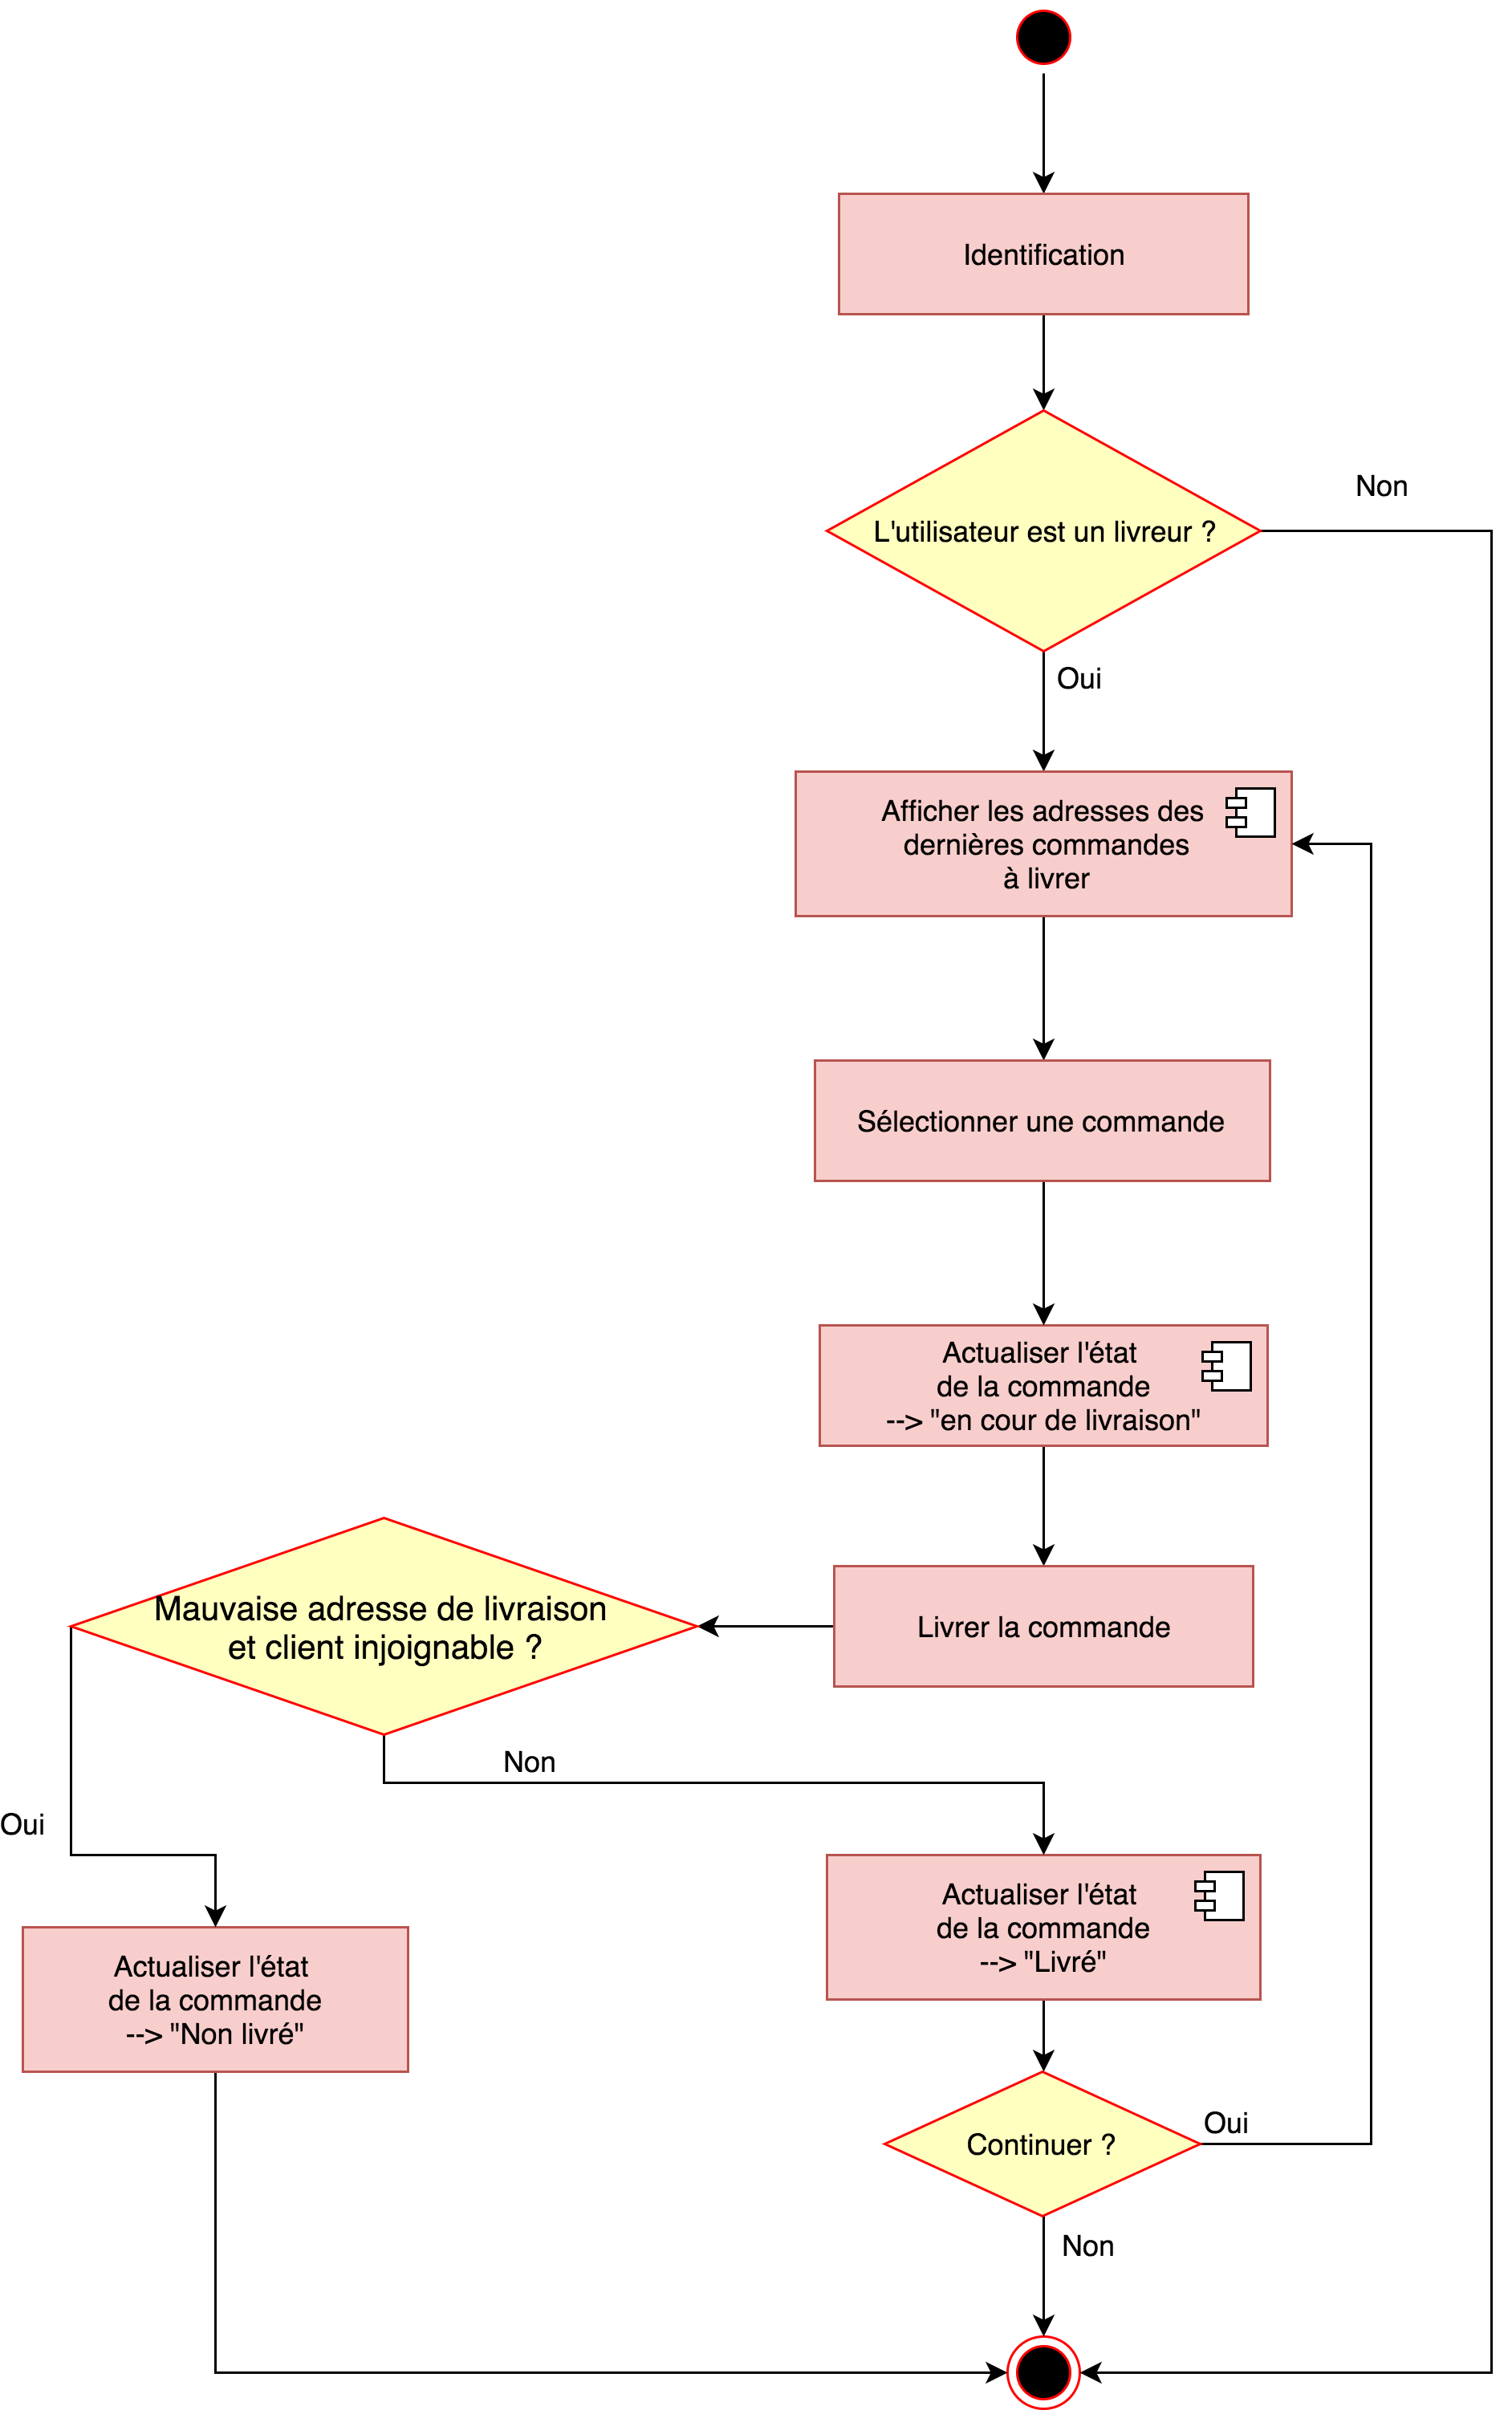 Identification
L'utilisateur est un livreur ?
Non
Oui
Afficher les adresses des
dernières commandes
à livrer
Sélectionner une commande
Actualiser l'état
de la commande
--> "en cour de livraison"
Mauvaise adresse de livraison
et client injoignable ?
Livrer la commande
Non
Oui
Actualiser l'état
de la commande
--> "Livré"
Actualiser l'état
de la commande
--> "Non livré"
Continuer ?
Oui
Non